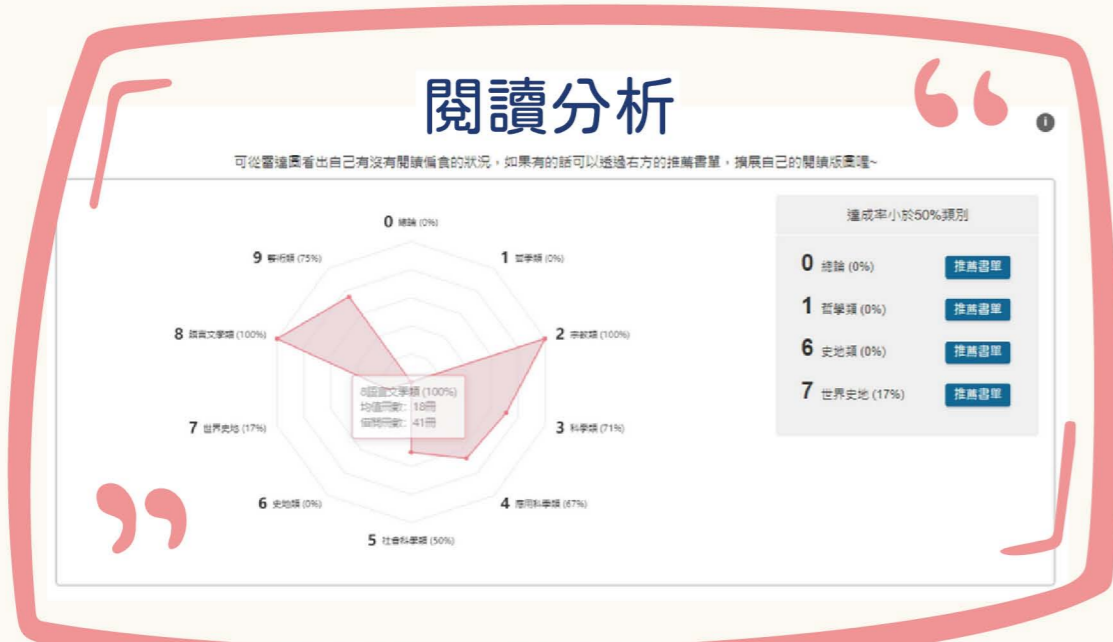 閱讀分析
可從雷達圖看出自己有沒有閱讀偏食的狀況，如果有的話可以透過右方的推薦書單，擴展自己的閱讀版圖喔~
0 總論 (0%)
9 藝術類 (75%)
1 哲學類 (0%)
8 語言文學類 (100%)
2 宗教類 (100%)
8語言文學類 (100%)
均值冊數：18冊
借閱冊數：41冊
7 世界史地 (17%)
3 科學類 (71%)
6 史地類 (0%)
4 應用科學類 (67%)
5 社會科學類 (50%)
達成率小於50%類別
0 總論 (0%) 推薦書單
1 哲學類 (0%) 推薦書單
6 史地類 (0%) 推薦書單
7 世界史地 (17%) 推薦書單